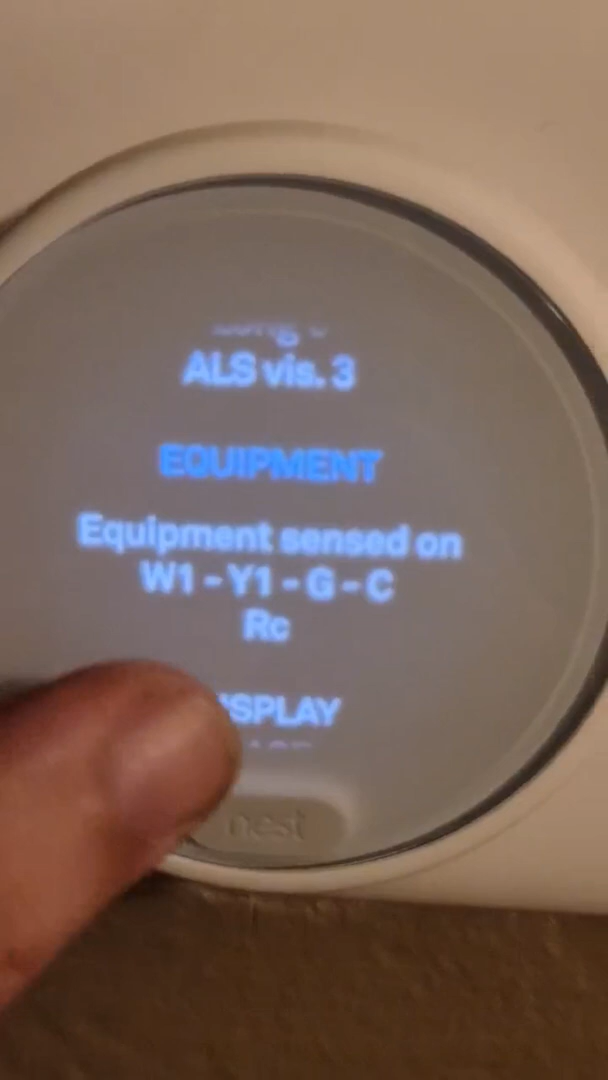 ALS vis. 3
EQUIPMENT
Equipment sensed on
W1 - Y1 - G - C
Rc
nest